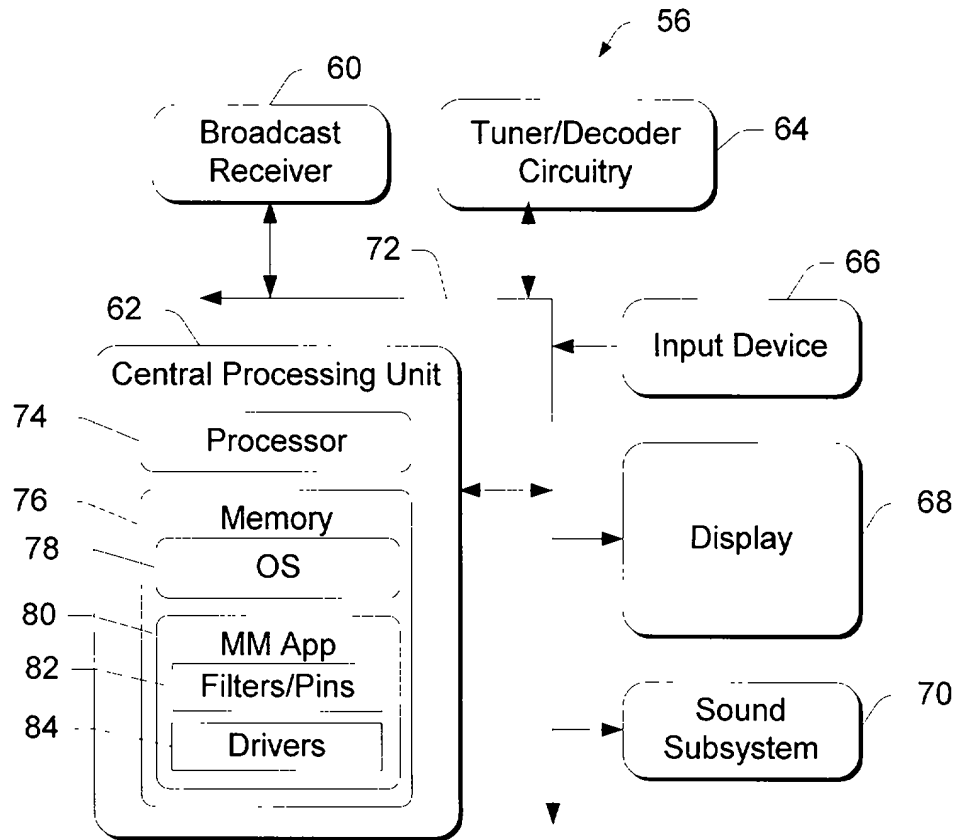 56
60
Broadcast
Receiver
Tuner/Decoder
Circuitry
64
72
66
62
Input Device
Central Processing Unit
74
Processor
76
Memory
78
OS
68
Display
80
MM App
82
Filters/Pins
84
Drivers
70
Sound
Subsystem